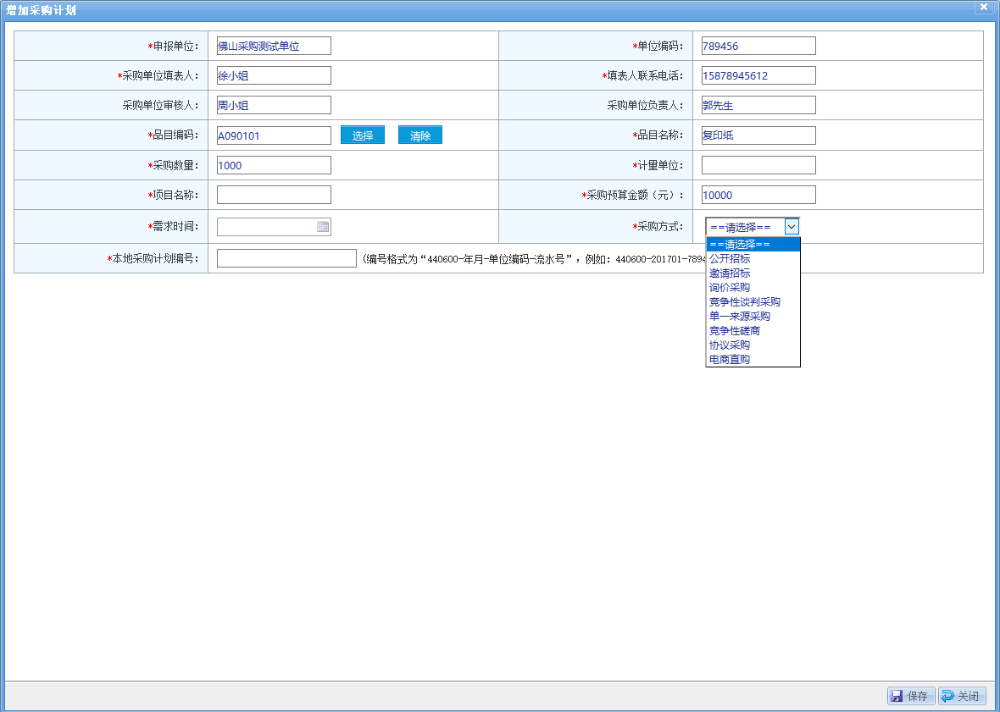 增加采购计划
*申报单位： 佛山采购测试单位 *单位编码： 789456
*采购单位填表人： 徐小姐 *填表人联系电话： 15878945612
采购单位审核人： 周小姐 采购单位负责人： 郭先生
*品目编码： A090101 选择 清除 *品目名称： 复印纸
*采购数量： 1000 *计量单位：
*项目名称： *采购预算金额（元）： 10000
*需求时间： *采购方式： ==请选择==
*本地采购计划编号： (编号格式为“440600-年月-单位编码-流水号”，例如：440600-201701-7894
==请选择==
公开招标
邀请招标
询价采购
竞争性谈判采购
单一来源采购
竞争性磋商
协议采购
电商直购
保存 关闭